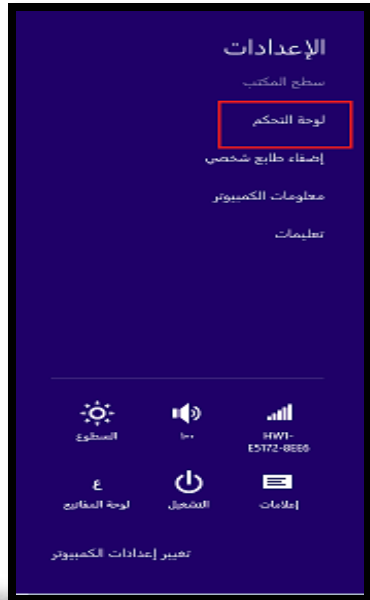 الإعدادات
سطح المكتب
لوحة التحكم
إضفاء طابع شخصي
معلومات الكمبيوتر
تعليمات
HW1-
E5172-8EE6
١٠٠
السطوع
إعلامات
التشغيل
ع
لوحة المفاتيح
تغيير إعدادات الكمبيوتر